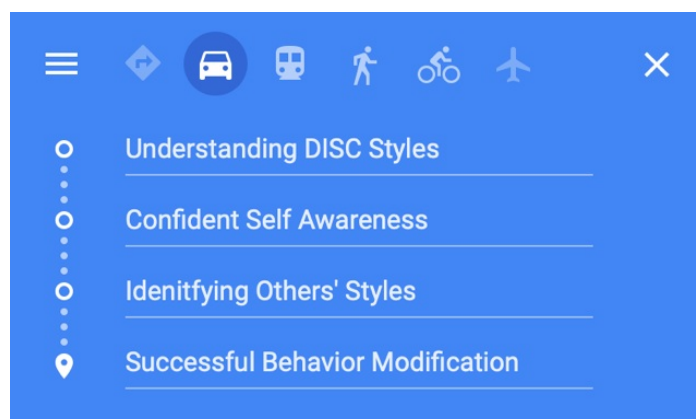 Understanding DISC Styles
Confident Self Awareness
Idenitfying Others' Styles
Successful Behavior Modification